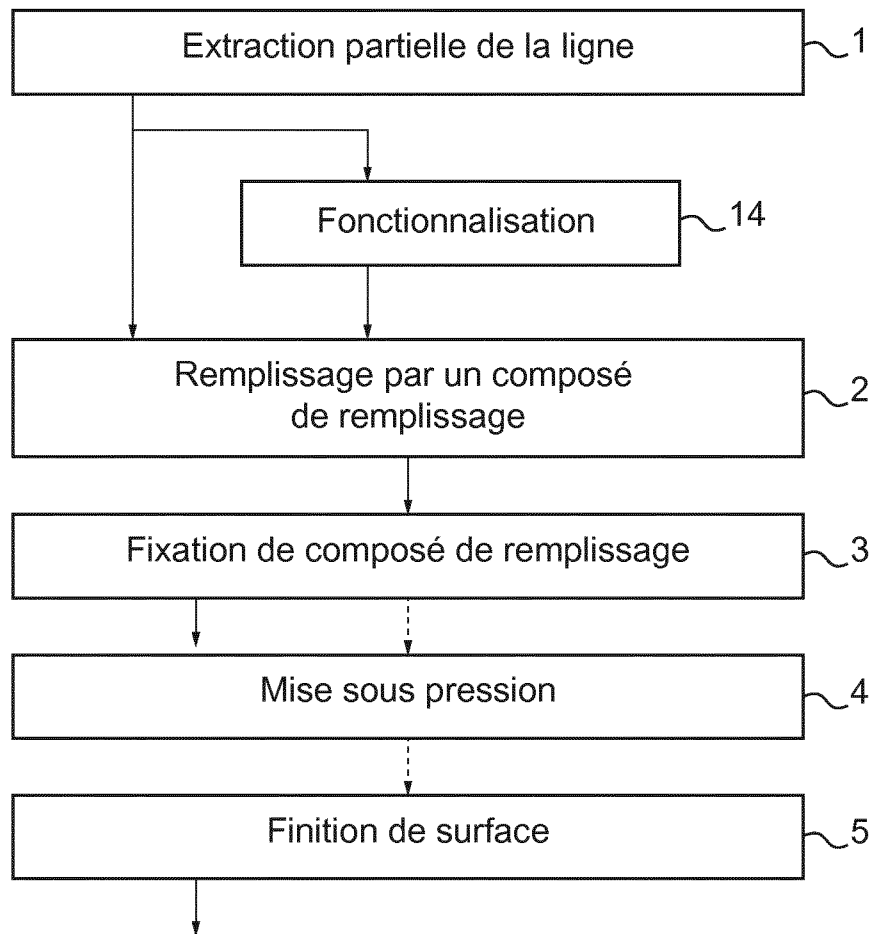 Extraction partielle de la ligne
1
Fonctionnalisation
14
Remplissage par un composé
de remplissage
2
Fixation de composé de remplissage
3
Mise sous pression
4
Finition de surface
5